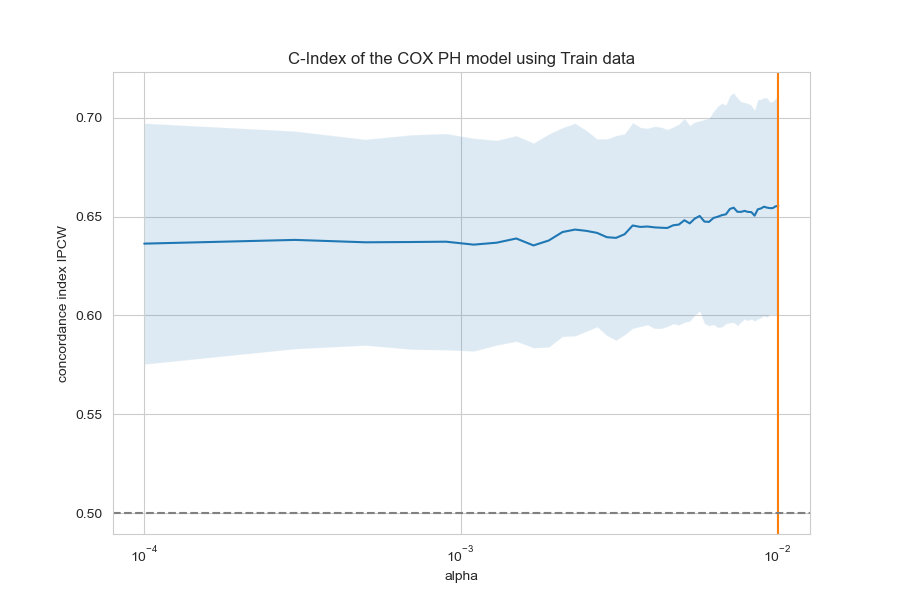 C-Index of the COX PH model using Train data
concordance index IPCW
0.70
0.65
0.60
0.55
0.50
10⁻⁴
10⁻³
10⁻²
alpha